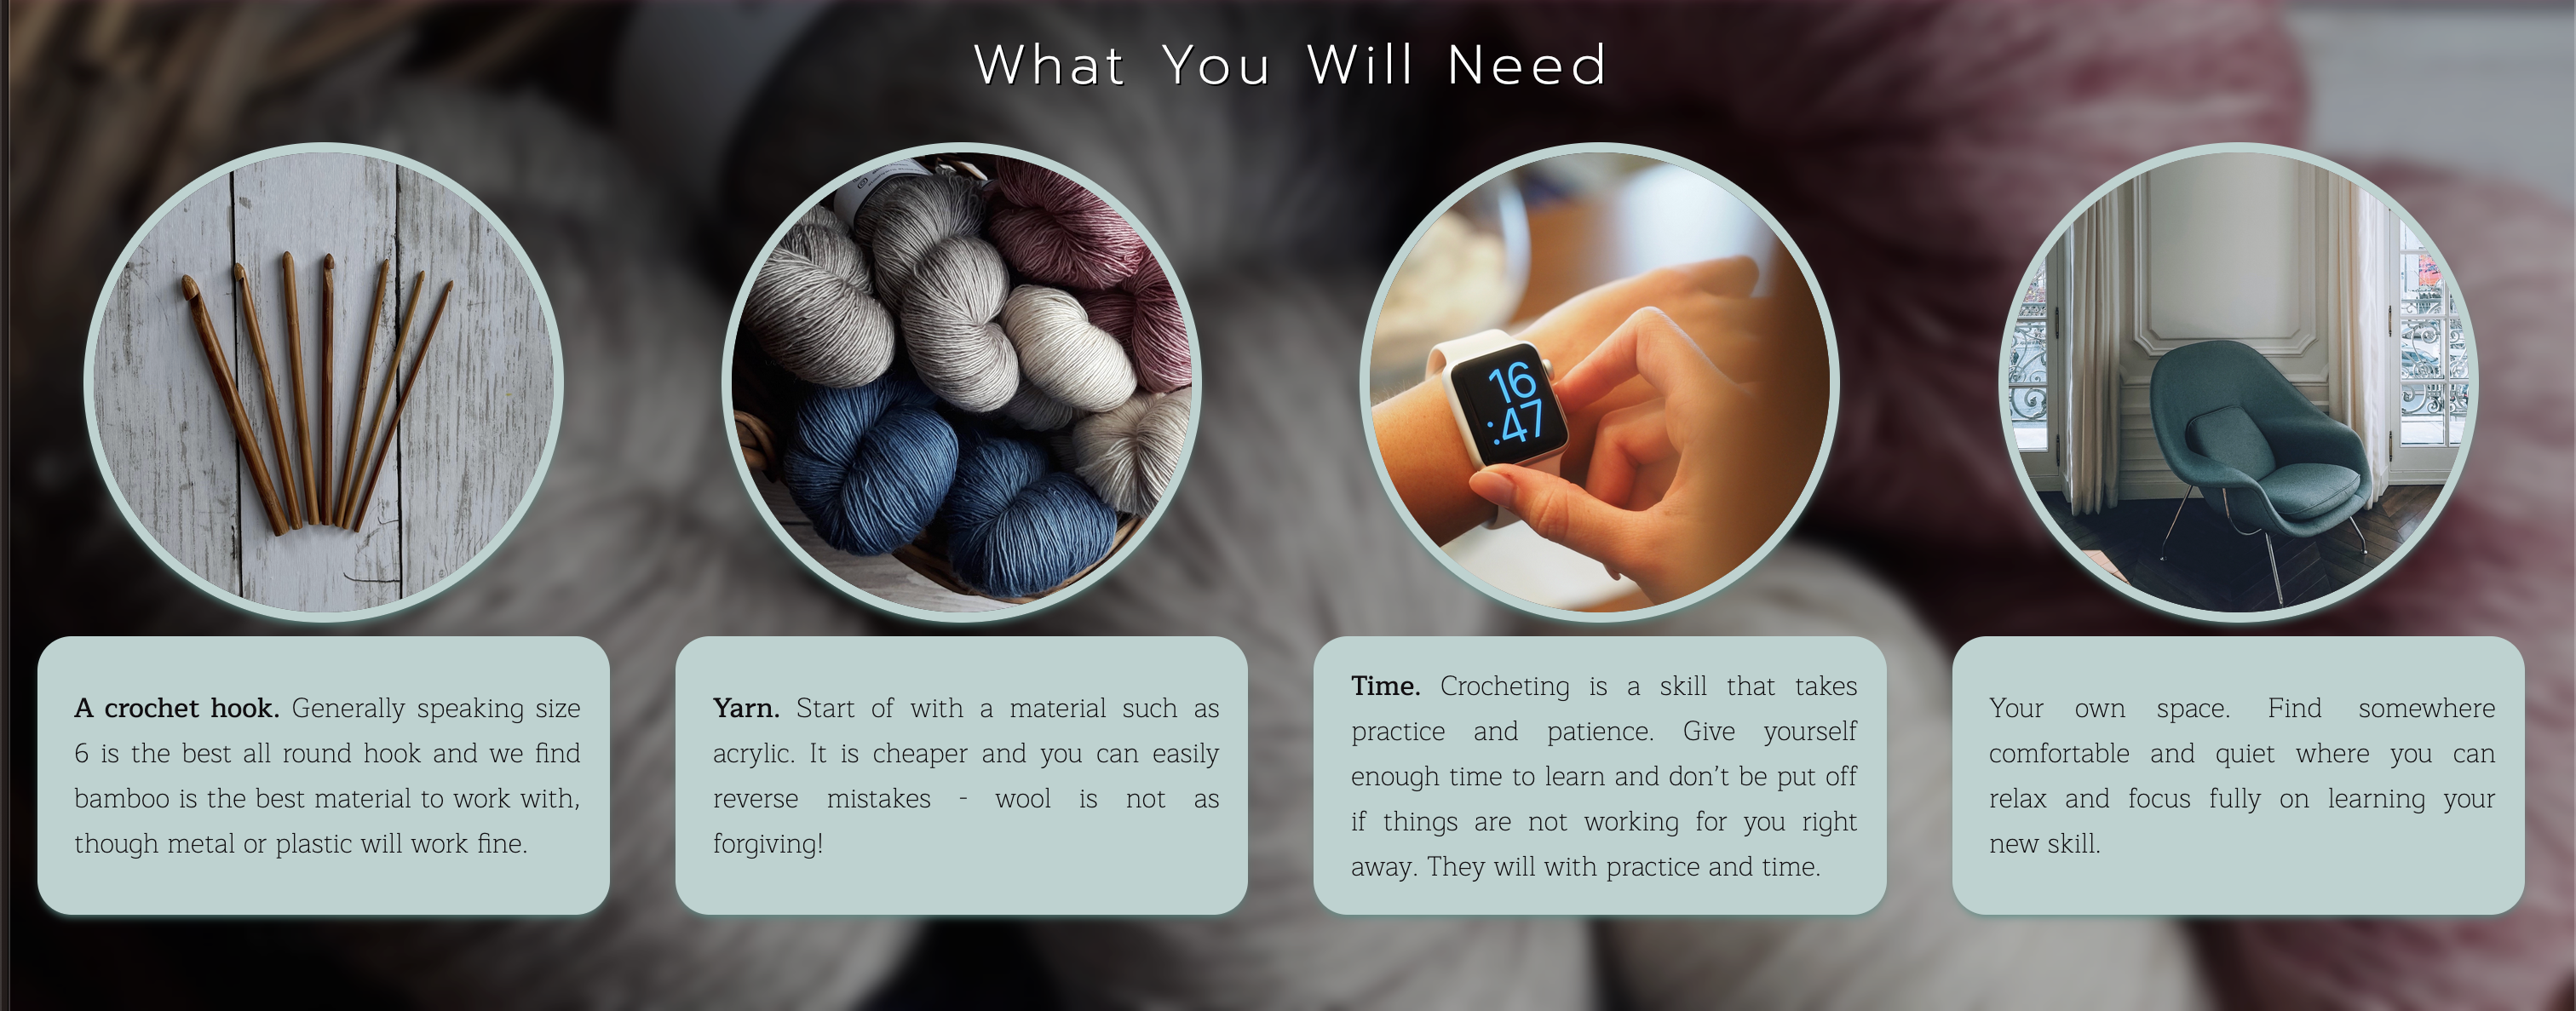 What You Will Need
16
:47
A crochet hook. Generally speaking size
6 is the best all round hook and we find
bamboo is the best material to work with,
though metal or plastic will work fine.
Yarn. Start of with a material such as
acrylic. It is cheaper and you can easily
reverse mistakes - wool is not as
forgiving!
Time. Crocheting is a skill that takes
practice and patience. Give yourself
enough time to learn and don’t be put off
if things are not working for you right
away. They will with practice and time.
Your own space. Find somewhere
comfortable and quiet where you can
relax and focus fully on learning your
new skill.